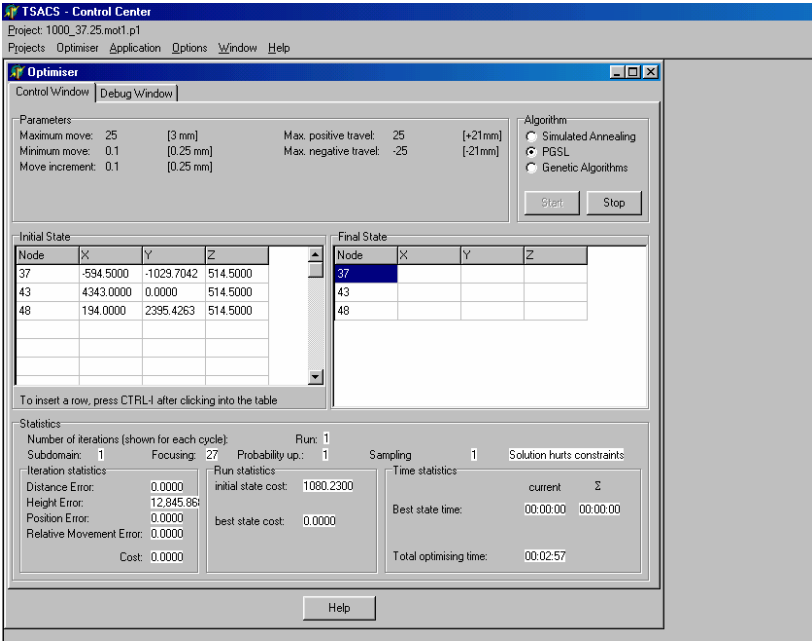 TSACS - Control Center
Project: 1000_37.25.mot1.p1
Projects Optimiser Application Options Window Help
Optimiser
Control Window Debug Window
Parameters
Maximum move: 25 [3 mm] Max. positive travel: 25 [+21mm]
Minimum move: 0.1 [0.25 mm] Max. negative travel: -25 [-21mm]
Move increment: 0.1 [0.25 mm]
Algorithm
Simulated Annealing
PGSL
Genetic Algorithms
Start Stop
Initial State
Node X Y Z
37 -594.5000 -1029.7042 514.5000
43 4343.0000 0.0000 514.5000
48 194.0000 2395.4263 514.5000
To insert a row, press CTRL-I after clicking into the table
Final State
Node X Y Z
37
43
48
Statistics
Number of iterations (shown for each cycle): Run: 1
Subdomain: 1 Focusing: 27 Probability up.: 1 Sampling 1 Solution hurts constraints
Iteration statistics
Distance Error: 0.0000
Height Error: 12,845.868
Position Error: 0.0000
Relative Movement Error: 0.0000
Cost: 0.0000
Run statistics
initial state cost: 1080.2300
best state cost: 0.0000
Time statistics
current Σ
Best state time: 00:00:00 00:00:00
Total optimising time: 00:02:57
Help